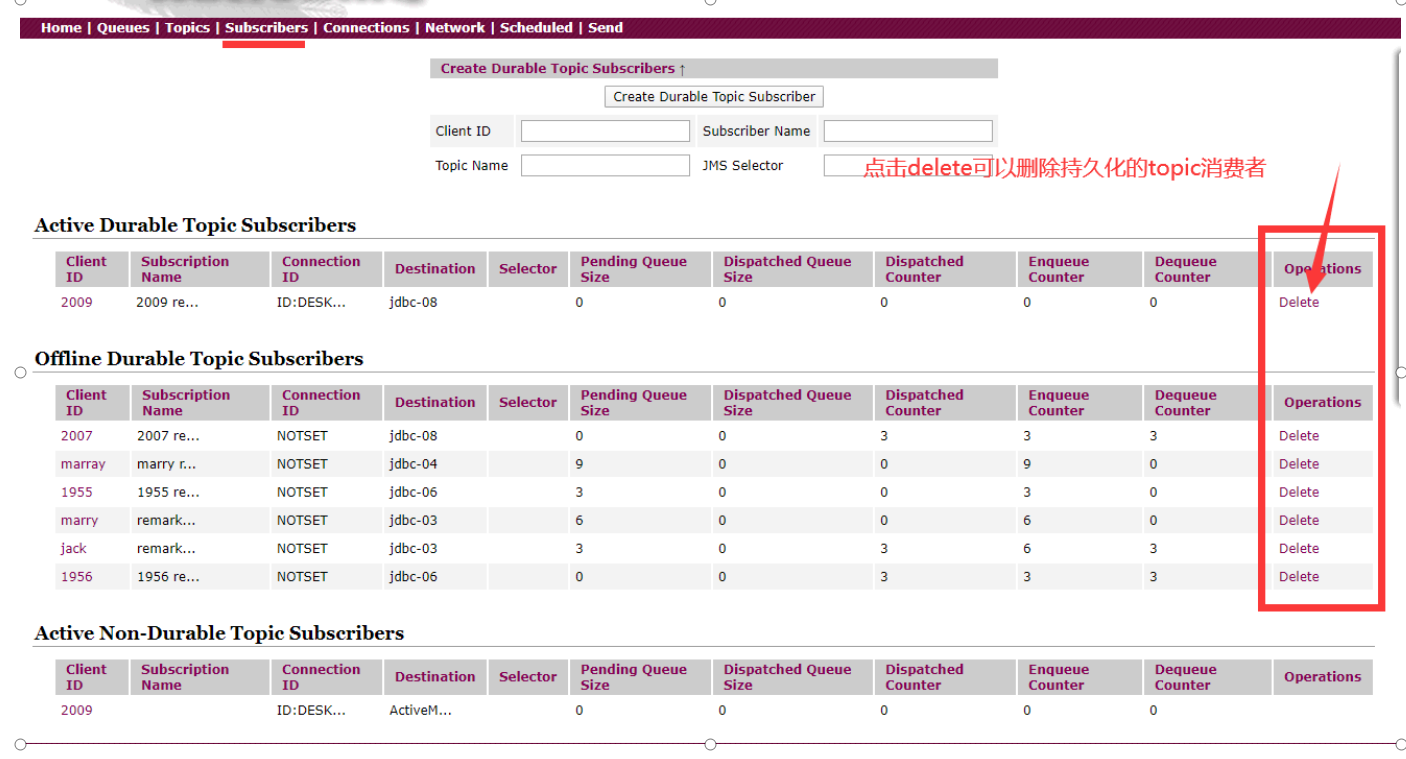 Home | Queues | Topics | Subscribers | Connections | Network | Scheduled | Send
Create Durable Topic Subscribers ↑
Create Durable Topic Subscriber
Client ID Subscriber Name
Topic Name JMS Selector
点击delete可以删除持久化的topic消费者
Active Durable Topic Subscribers
Client ID Subscription Name Connection ID Destination Selector Pending Queue Size Dispatched Queue Size Dispatched Counter Enqueue Counter Dequeue Counter Operations
2009 2009 re... ID:DESK... jdbc-08 0 0 0 0 0 Delete
Offline Durable Topic Subscribers
Client ID Subscription Name Connection ID Destination Selector Pending Queue Size Dispatched Queue Size Dispatched Counter Enqueue Counter Dequeue Counter Operations
2007 2007 re... NOTSET jdbc-08 0 0 3 3 3 Delete
marray marry r... NOTSET jdbc-04 9 0 0 9 0 Delete
1955 1955 re... NOTSET jdbc-06 3 0 0 3 0 Delete
marry remark... NOTSET jdbc-03 6 0 0 6 0 Delete
jack remark... NOTSET jdbc-03 3 0 3 6 3 Delete
1956 1956 re... NOTSET jdbc-06 0 0 3 3 3 Delete
Active Non-Durable Topic Subscribers
Client ID Subscription Name Connection ID Destination Selector Pending Queue Size Dispatched Queue Size Dispatched Counter Enqueue Counter Dequeue Counter Operations
2009 ID:DESK... ActiveM... 0 0 0 0 0